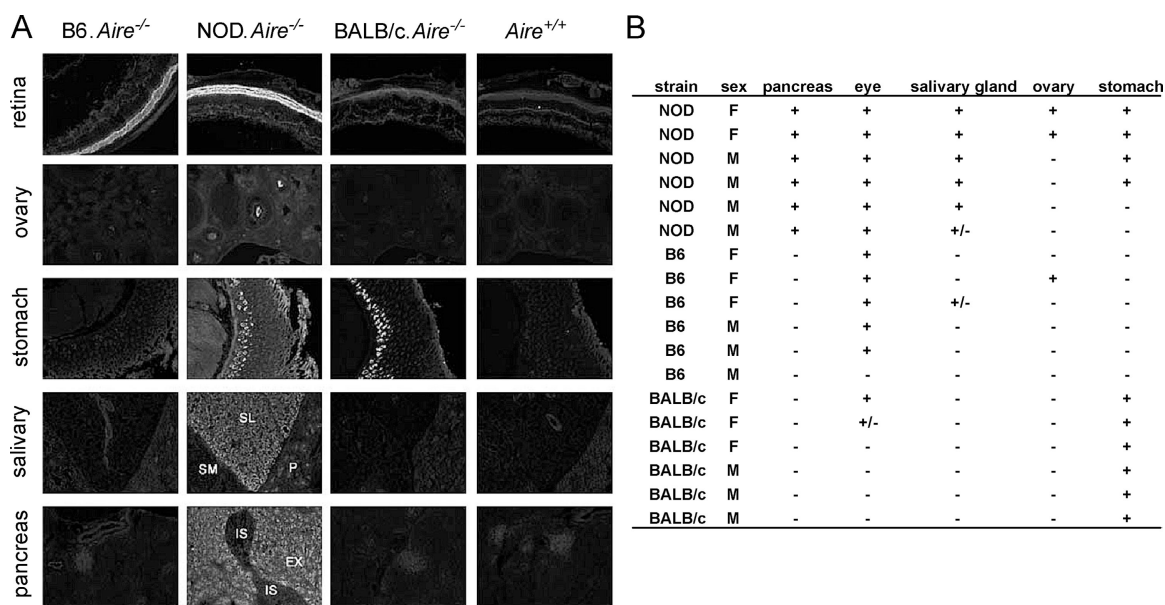 A
B6.Aire-/-
NOD.Aire-/-
BALB/c.Aire-/-
Aire+/+
retina
ovary
stomach
salivary
SL
SM
P
pancreas
IS
EX
IS
B
strain sex pancreas eye salivary gland ovary stomach
NOD F + + + + +
NOD F + + + + +
NOD M + + + - +
NOD M + + + - +
NOD M + + + - -
NOD M + + +/- - -
B6 F - + - - -
B6 F - + - + -
B6 F - + +/- - -
B6 M - + - - -
B6 M - + - - -
B6 M - - - - -
BALB/c F - + - - +
BALB/c F - +/- - - +
BALB/c F - - - - +
BALB/c M - - - - +
BALB/c M - - - - +
BALB/c M - - - - +